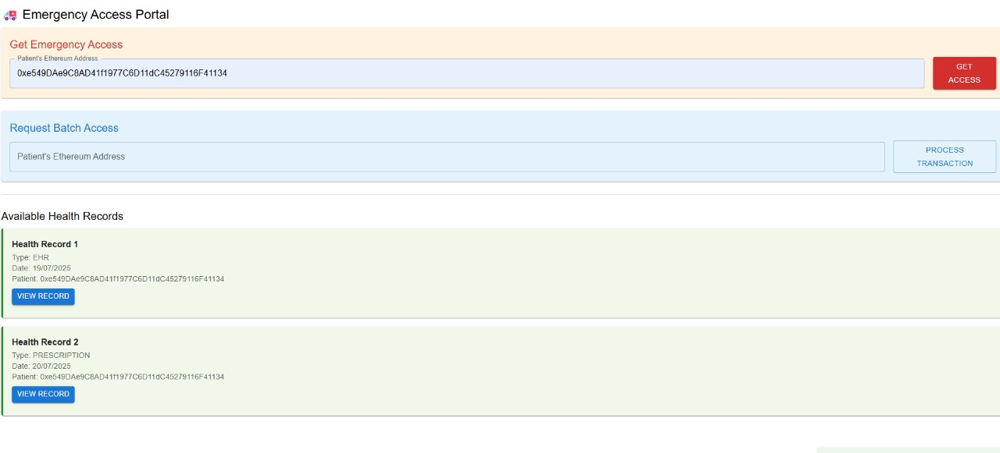 Emergency Access Portal
Get Emergency Access
Patient's Ethereum Address
0xe549DAe9C8AD41f1977C6D11dC45279116F41134
GET
ACCESS
Request Batch Access
Patient's Ethereum Address
PROCESS
TRANSACTION
Available Health Records
Health Record 1
Type: EHR
Date: 19/07/2025
Patient: 0xe549DAe9C8AD41f1977C6D11dC45279116F41134
VIEW RECORD
Health Record 2
Type: PRESCRIPTION
Date: 20/07/2025
Patient: 0xe549DAe9C8AD41f1977C6D11dC45279116F41134
VIEW RECORD